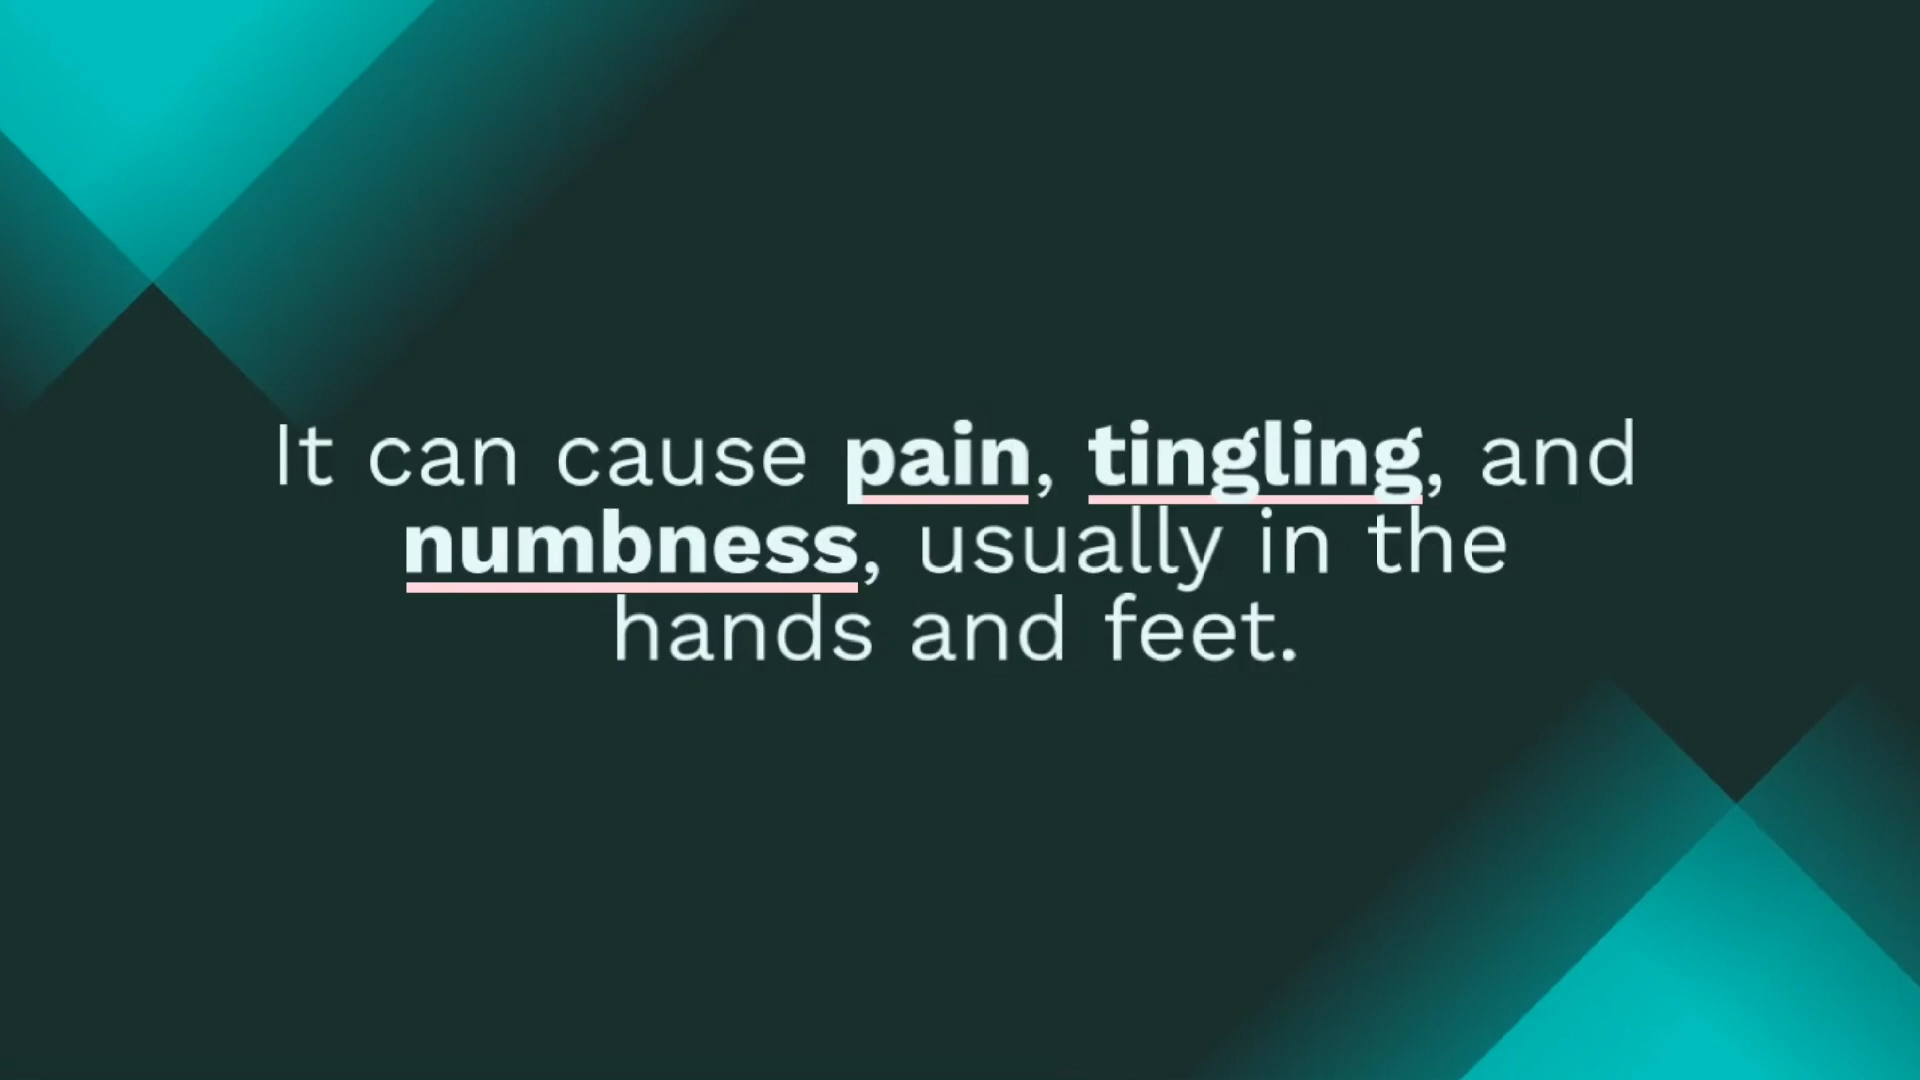 It can cause pain, tingling, and
numbness, usually in the
hands and feet.